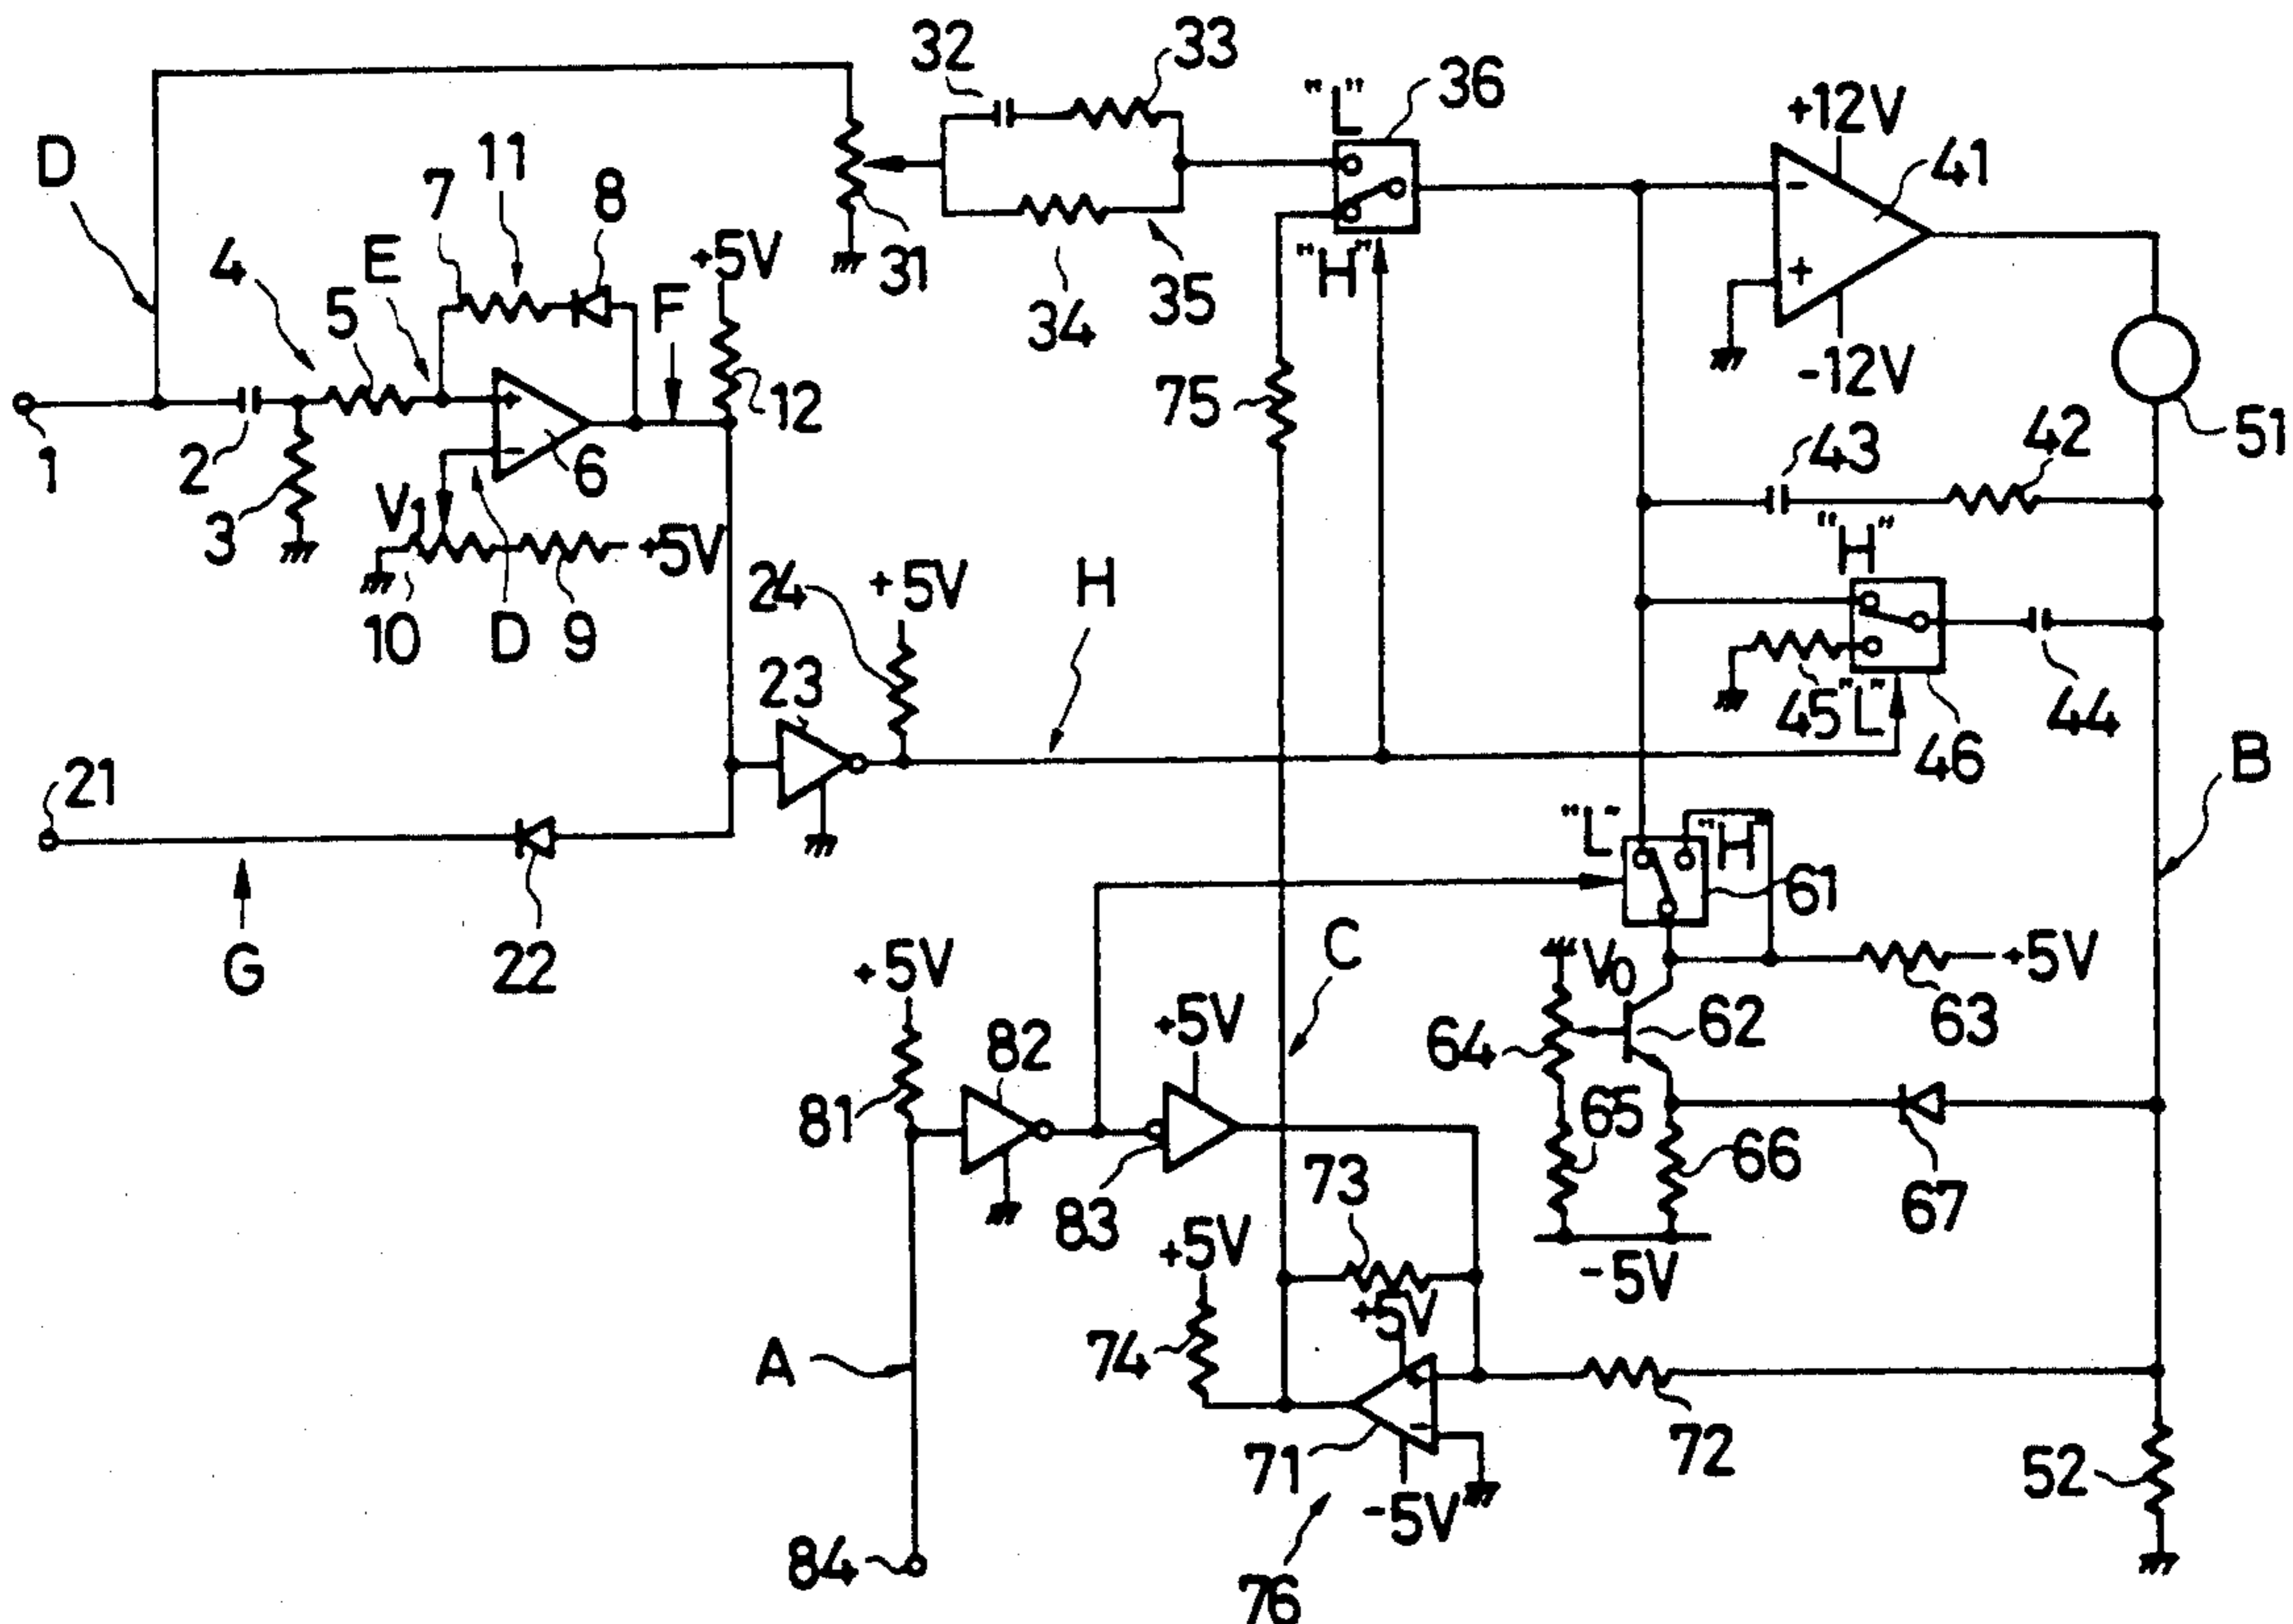 32
33
"L"
36
+12V
41
D
7
11
8
4
E
5
F
+5V
31
34
35
"H"
-12V
51
1
2
3
+
-
6
12
75
-
+
43
42
V1
+5V
10
D
9
24
+5V
H
"H"
23
45
"L"
44
46
B
21
G
22
"L"
"H"
61
C
+5V
V0
+5V
63
82
+5V
64
62
81
83
65
66
67
73
+5V
+5V
-5V
74
A
71
-
-5V
72
52
84
76